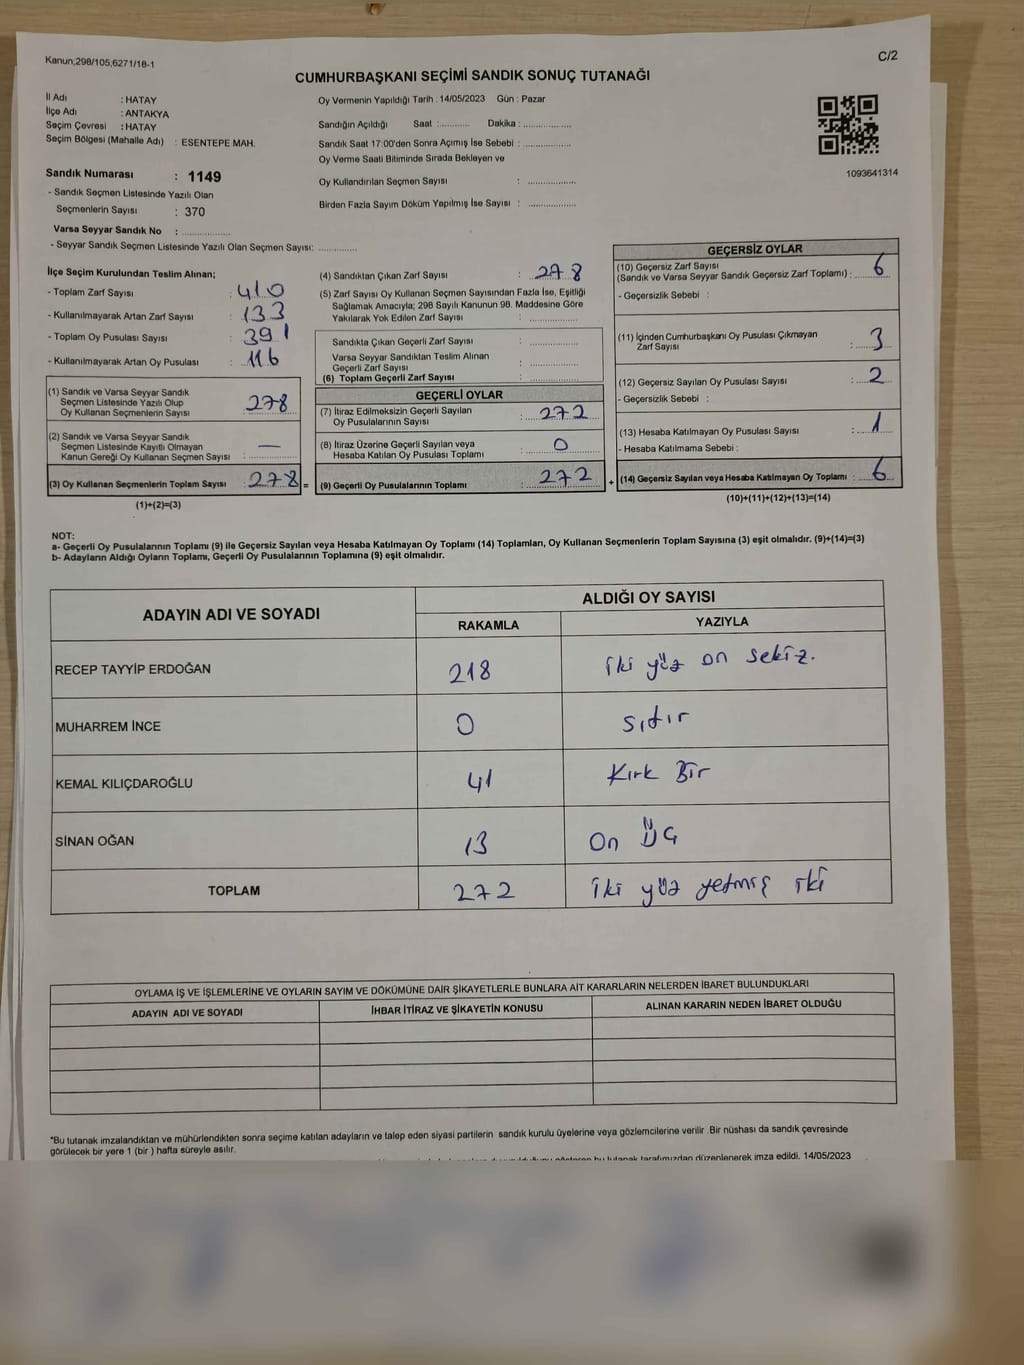 Kanun,298/105,6271/18-1
C/2
CUMHURBAŞKANI SEÇİMİ SANDIK SONUÇ TUTANAĞI
İl Adı : HATAY
İlçe Adı : ANTAKYA
Seçim Çevresi : HATAY
Seçim Bölgesi (Mahalle Adı) : ESENTEPE MAH.
Sandık Numarası : 1149
- Sandık Seçmen Listesinde Yazılı Olan
Seçmenlerin Sayısı : 370
Varsa Seyyar Sandık No : ..................
- Seyyar Sandık Seçmen Listesinde Yazılı Olan Seçmen Sayısı: ..............
Oy Vermenin Yapıldığı Tarih : 14/05/2023 Gün : Pazar
Sandığın Açıldığı Saat :........... Dakika : ..................
Sandık Saat 17:00'den Sonra Açımış İse Sebebi : ..................
Oy Verme Saati Bitiminde Sırada Bekleyen ve
Oy Kullandırılan Seçmen Sayısı : ..................
Birden Fazla Sayım Döküm Yapılmış İse Sayısı : ..................
1093641314
İlçe Seçim Kurulundan Teslim Alınan;
- Toplam Zarf Sayısı : 410
- Kullanılmayarak Artan Zarf Sayısı : 133
- Toplam Oy Pusulası Sayısı : 391
- Kullanılmayarak Artan Oy Pusulası : 116
(1) Sandık ve Varsa Seyyar Sandık
Seçmen Listesinde Yazılı Olup
Oy Kullanan Seçmenlerin Sayısı : 278
(2) Sandık ve Varsa Seyyar Sandık
Seçmen Listesinde Kayıtlı Olmayan
Kanun Gereği Oy Kullanan Seçmen Sayısı : —
(3) Oy Kullanan Seçmenlerin Toplam Sayısı : 278 =
(1)+(2)=(3)
(4) Sandıktan Çıkan Zarf Sayısı : 278
(5) Zarf Sayısı Oy Kullanan Seçmen Sayısından Fazla İse, Eşitliği
Sağlamak Amacıyla; 298 Sayılı Kanunun 98. Maddesine Göre
Yakılarak Yok Edilen Zarf Sayısı : ..................
Sandıkta Çıkan Geçerli Zarf Sayısı : ..................
Varsa Seyyar Sandıktan Teslim Alınan
Geçerli Zarf Sayısı : ..................
(6) Toplam Geçerli Zarf Sayısı : ..................
GEÇERLİ OYLAR
(7) İtiraz Edilmeksizin Geçerli Sayılan
Oy Pusulalarının Sayısı : 272
(8) İtiraz Üzerine Geçerli Sayılan veya
Hesaba Katılan Oy Pusulası Toplamı : 0
(9) Geçerli Oy Pusulalarının Toplamı : 272 +
GEÇERSİZ OYLAR
(10) Geçersiz Zarf Sayısı
(Sandık ve Varsa Seyyar Sandık Geçersiz Zarf Toplamı) : 6
- Geçersizlik Sebebi :
(11) İçinden Cumhurbaşkanı Oy Pusulası Çıkmayan
Zarf Sayısı : 3
(12) Geçersiz Sayılan Oy Pusulası Sayısı : 2
- Geçersizlik Sebebi :
(13) Hesaba Katılmayan Oy Pusulası Sayısı : 1
- Hesaba Katılmama Sebebi :
(14) Geçersiz Sayılan veya Hesaba Katılmayan Oy Toplamı : 6
(10)+(11)+(12)+(13)=(14)
NOT:
a- Geçerli Oy Pusulalarının Toplamı (9) ile Geçersiz Sayılan veya Hesaba Katılmayan Oy Toplamı (14) Toplamları, Oy Kullanan Seçmenlerin Toplam Sayısına (3) eşit olmalıdır. (9)+(14)=(3)
b- Adayların Aldığı Oyların Toplamı, Geçerli Oy Pusulalarının Toplamına (9) eşit olmalıdır.
ADAYIN ADI VE SOYADI
ALDIĞI OY SAYISI
RAKAMLA YAZIYLA
RECEP TAYYİP ERDOĞAN 218 iki yüz on sekiz.
MUHARREM İNCE 0 sıfır
KEMAL KILIÇDAROĞLU 41 Kırk Bir
SİNAN OĞAN 13 On ÜÇ
TOPLAM 272 iki yüz yetmiş iki
OYLAMA İŞ VE İŞLEMLERİNE VE OYLARIN SAYIM VE DÖKÜMÜNE DAİR ŞİKAYETLERLE BUNLARA AİT KARARLARIN NELERDEN İBARET BULUNDUKLARI
ADAYIN ADI VE SOYADI İHBAR İTİRAZ VE ŞİKAYETİN KONUSU ALINAN KARARIN NEDEN İBARET OLDUĞU
*Bu tutanak imzalandıktan ve mühürlendikten sonra seçime katılan adayların ve talep eden siyasi partilerin sandık kurulu üyelerine veya gözlemcilerine verilir .Bir nüshası da sandık çevresinde
görülecek bir yere 1 (bir ) hafta süreyle asılır.
bu tutanak tarafımızdan düzenlenerek imza edildi. 14/05/2023